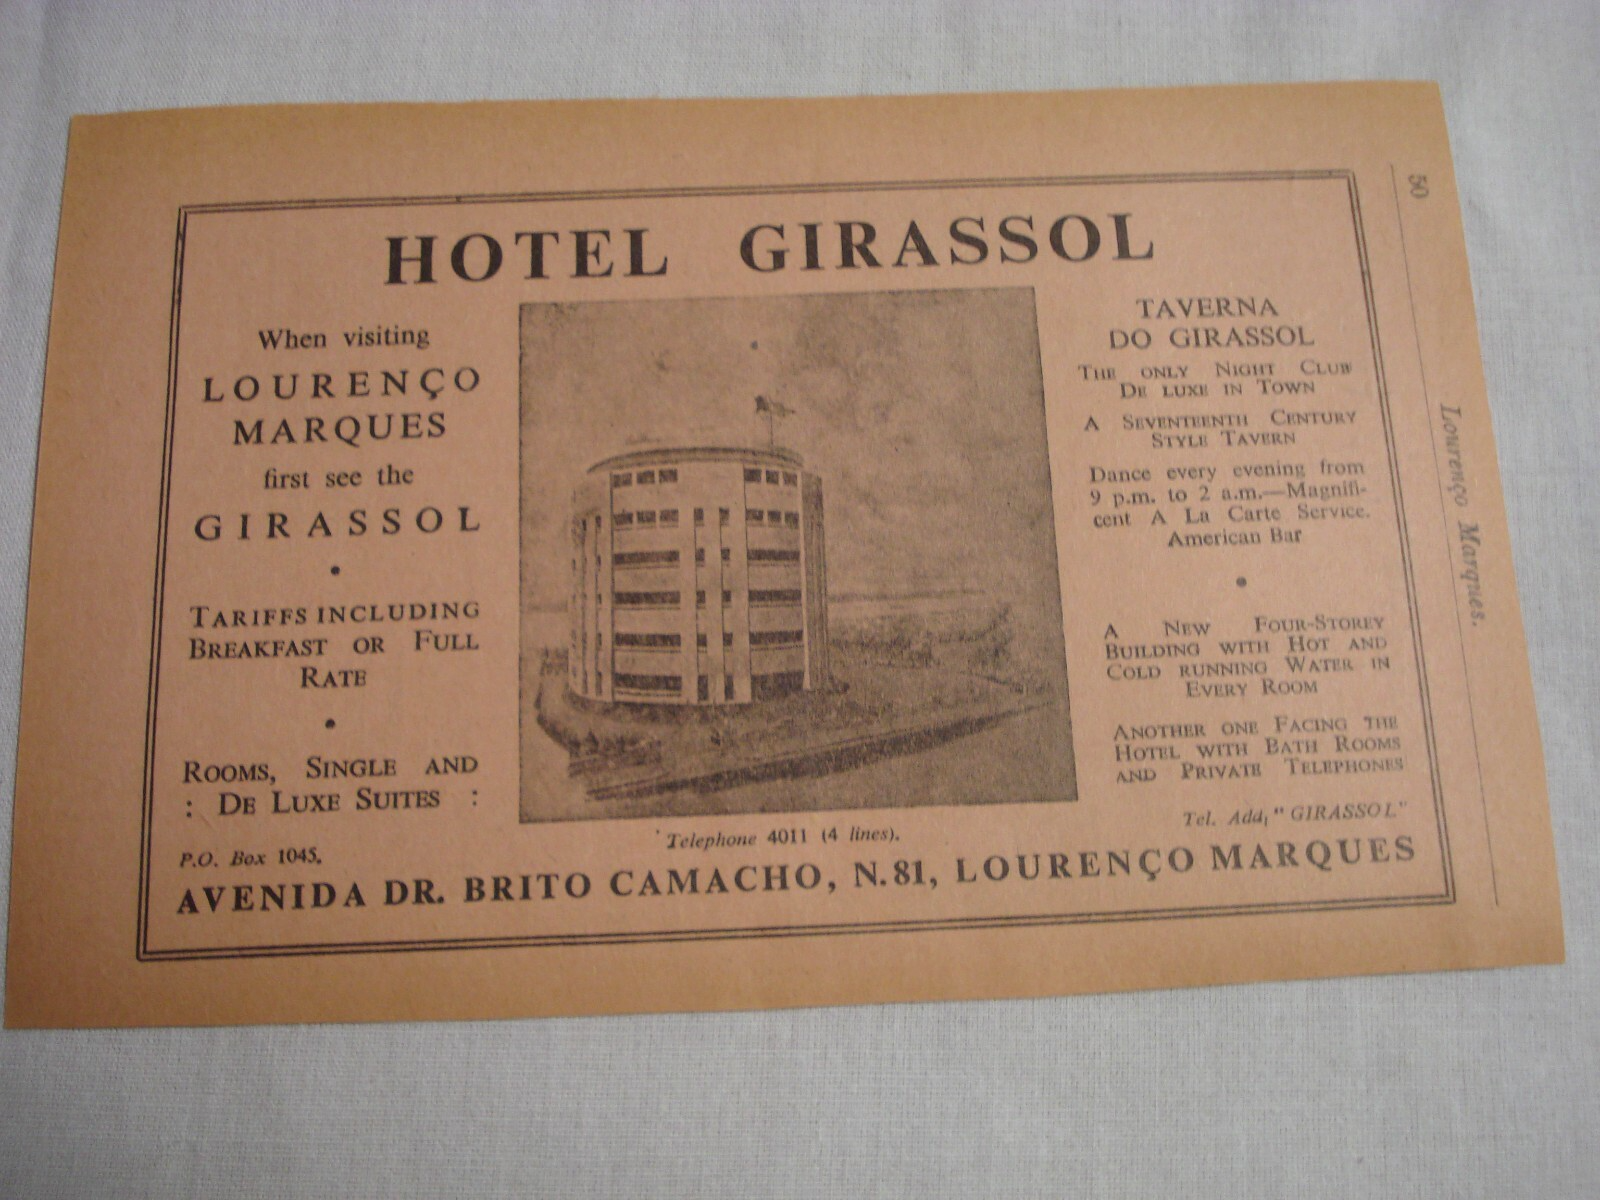 50
Lourenço Marques.
HOTEL GIRASSOL
When visiting
LOURENÇO
MARQUES
first see the
GIRASSOL
•
TARIFFS INCLUDING
BREAKFAST OR FULL
RATE
•
ROOMS, SINGLE AND
: DE LUXE SUITES :
P.O. Box 1045.
TAVERNA
DO GIRASSOL
THE ONLY NIGHT CLUB
DE LUXE IN TOWN
A SEVENTEENTH CENTURY
STYLE TAVERN
Dance every evening from
9 p.m. to 2 a.m.—Magnifi-
cent A La Carte Service.
American Bar
•
A NEW FOUR-STOREY
BUILDING WITH HOT AND
COLD RUNNING WATER IN
EVERY ROOM
ANOTHER ONE FACING THE
HOTEL WITH BATH ROOMS
AND PRIVATE TELEPHONES
Tel. Add, "GIRASSOL"
Telephone 4011 (4 lines).
AVENIDA DR. BRITO CAMACHO, N.81, LOURENÇO MARQUES